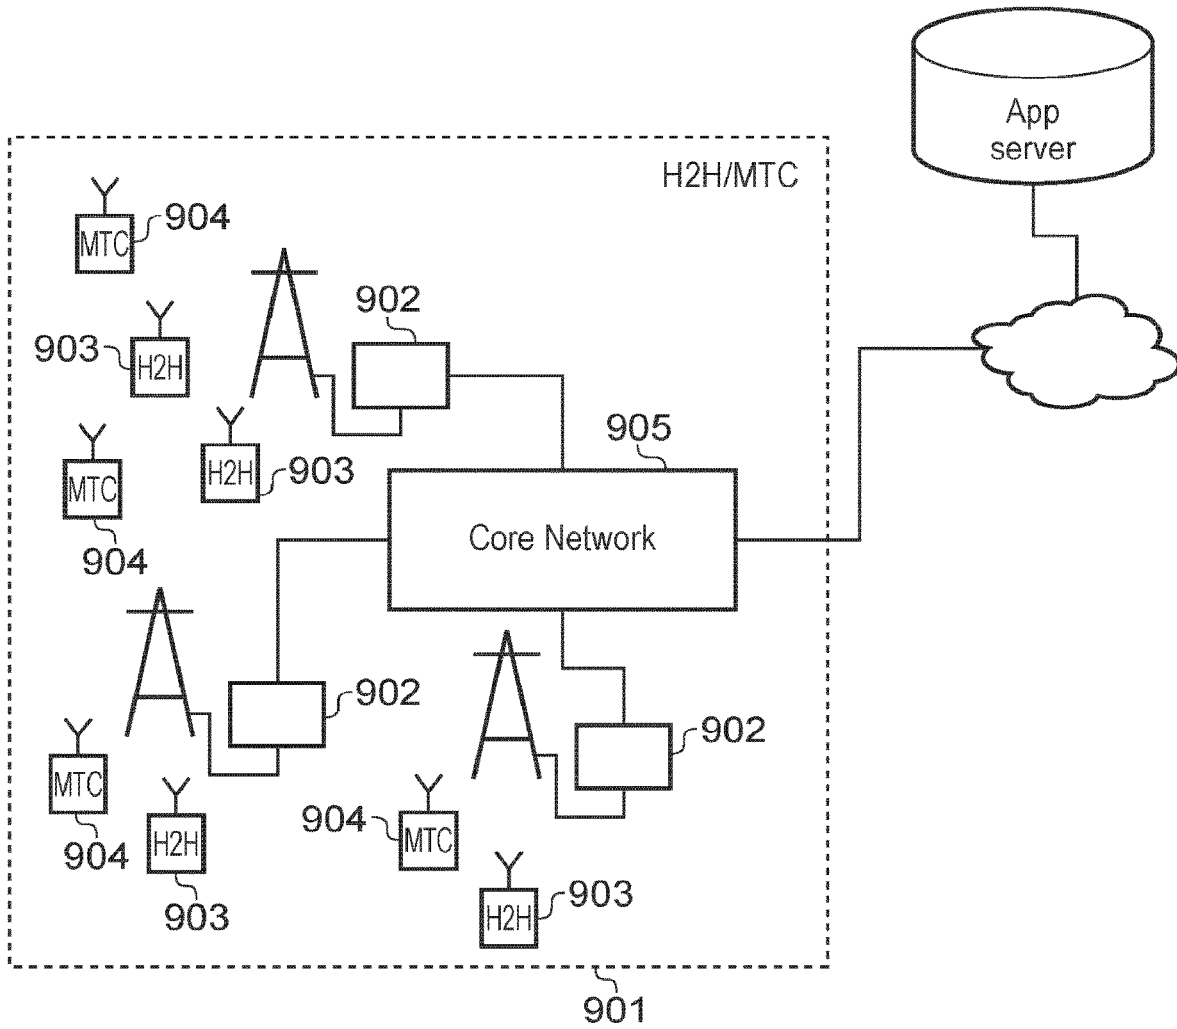 App
server
H2H/MTC
904
MTC
902
903
H2H
905
H2H
903
MTC
904
Core Network
902
902
MTC
904
H2H
903
904
MTC
903
H2H
901